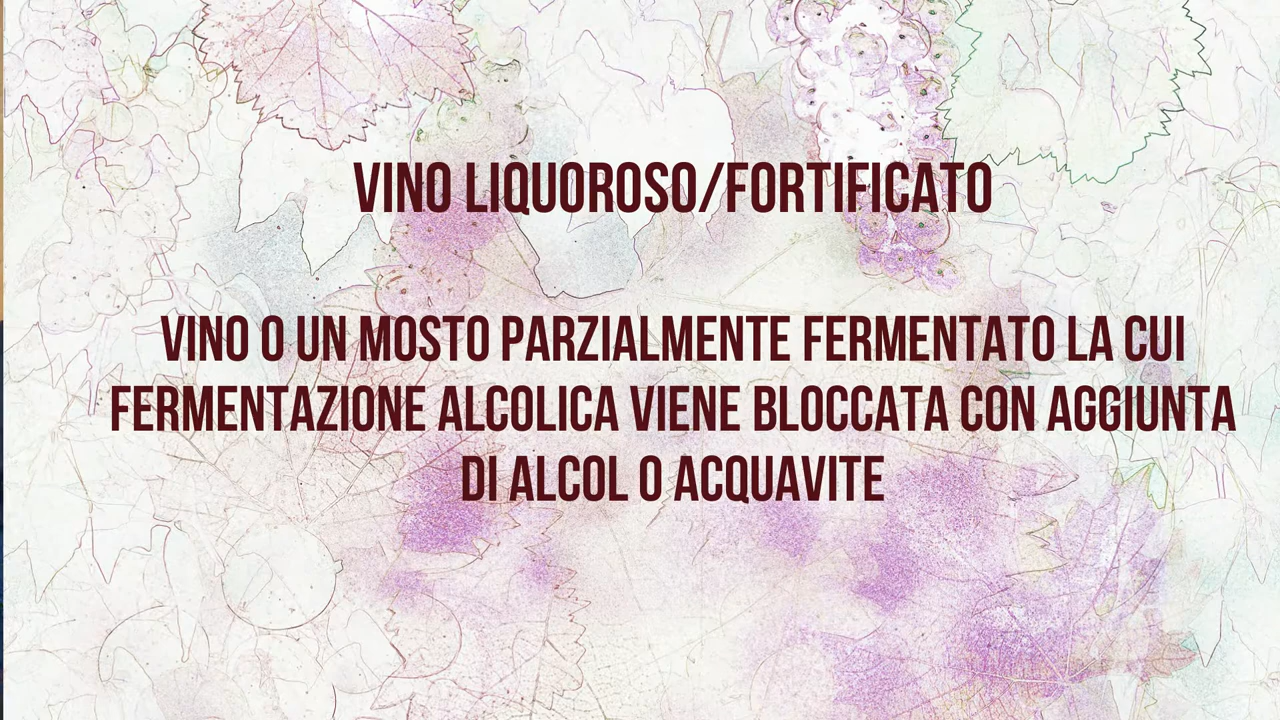 VINO LIQUOROSO/FORTIFICATO
VINO O UN MOSTO PARZIALMENTE FERMENTATO LA CUI
FERMENTAZIONE ALCOLICA VIENE BLOCCATA CON AGGIUNTA
DI ALCOL O ACQUAVITE